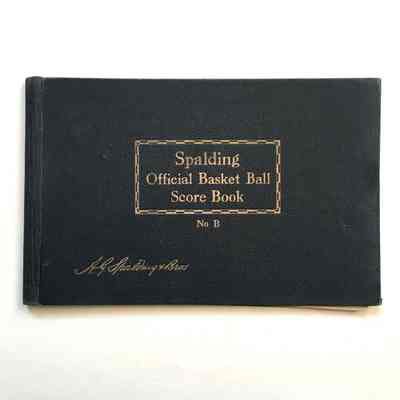 Spalding
Official Basket Ball
Score Book
No B
A.G. Spalding & Bros